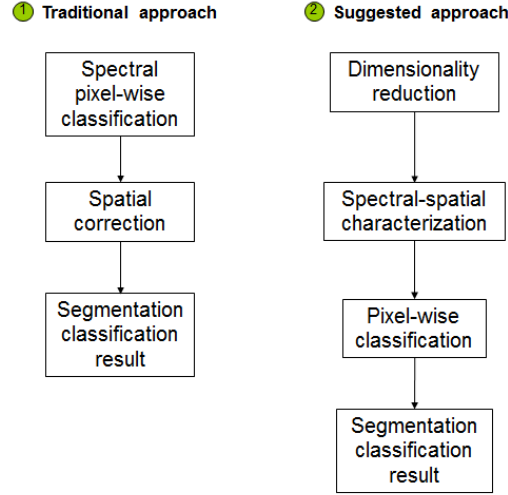 1 Traditional approach
Spectral
pixel-wise
classification
Spatial
correction
Segmentation
classification
result
2 Suggested approach
Dimensionality
reduction
Spectral-spatial
characterization
Pixel-wise
classification
Segmentation
classification
result